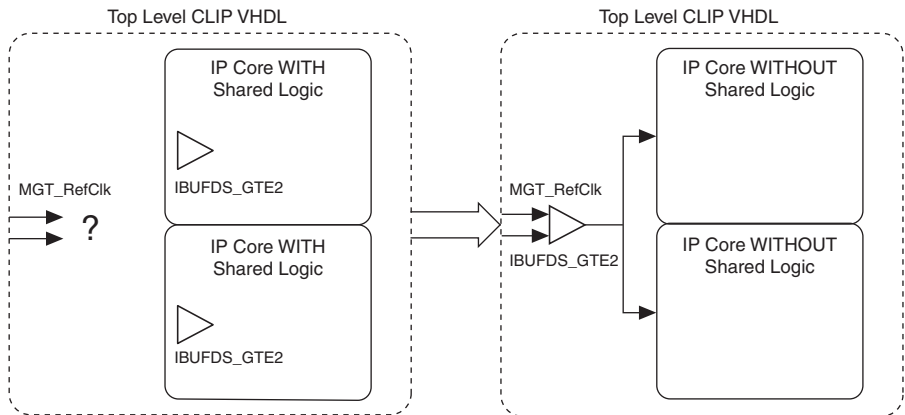 Top Level CLIP VHDL
IP Core WITH
Shared Logic
IBUFDS_GTE2
MGT_RefClk
?
IP Core WITH
Shared Logic
IBUFDS_GTE2
Top Level CLIP VHDL
IP Core WITHOUT
Shared Logic
MGT_RefClk
IBUFDS_GTE2
IP Core WITHOUT
Shared Logic